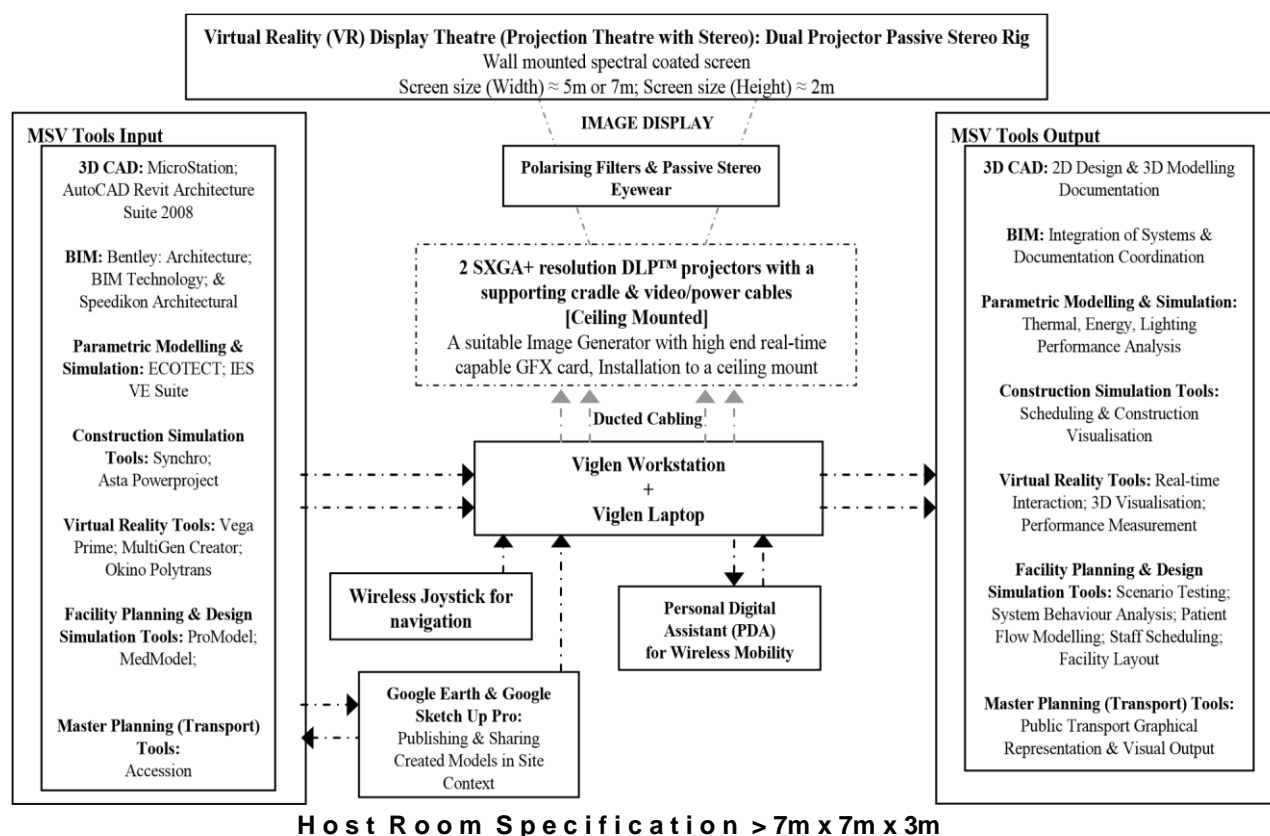 Virtual Reality (VR) Display Theatre (Projection Theatre with Stereo): Dual Projector Passive Stereo Rig
Wall mounted spectral coated screen
Screen size (Width) ≈ 5m or 7m; Screen size (Height) ≈ 2m
IMAGE DISPLAY
Polarising Filters & Passive Stereo
Eyewear
2 SXGA+ resolution DLP™ projectors with a
supporting cradle & video/power cables
[Ceiling Mounted]
A suitable Image Generator with high end real-time
capable GFX card, Installation to a ceiling mount
Ducted Cabling
Viglen Workstation
+
Viglen Laptop
Wireless Joystick for
navigation
Personal Digital
Assistant (PDA)
for Wireless Mobility
Google Earth & Google
Sketch Up Pro:
Publishing & Sharing
Created Models in Site
Context
MSV Tools Input
3D CAD: MicroStation;
AutoCAD Revit Architecture
Suite 2008
BIM: Bentley: Architecture;
BIM Technology; &
Speedikon Architectural
Parametric Modelling &
Simulation: ECOTECT; IES
VE Suite
Construction Simulation
Tools: Synchro;
Asta Powerproject
Virtual Reality Tools: Vega
Prime; MultiGen Creator;
Okino Polytrans
Facility Planning & Design
Simulation Tools: ProModel;
MedModel;
Master Planning (Transport)
Tools:
Accession
MSV Tools Output
3D CAD: 2D Design & 3D Modelling
Documentation
BIM: Integration of Systems &
Documentation Coordination
Parametric Modelling & Simulation:
Thermal, Energy, Lighting
Performance Analysis
Construction Simulation Tools:
Scheduling & Construction
Visualisation
Virtual Reality Tools: Real-time
Interaction; 3D Visualisation;
Performance Measurement
Facility Planning & Design
Simulation Tools: Scenario Testing;
System Behaviour Analysis; Patient
Flow Modelling; Staff Scheduling;
Facility Layout
Master Planning (Transport) Tools:
Public Transport Graphical
Representation & Visual Output
Host Room Specification > 7m x 7m x 3m